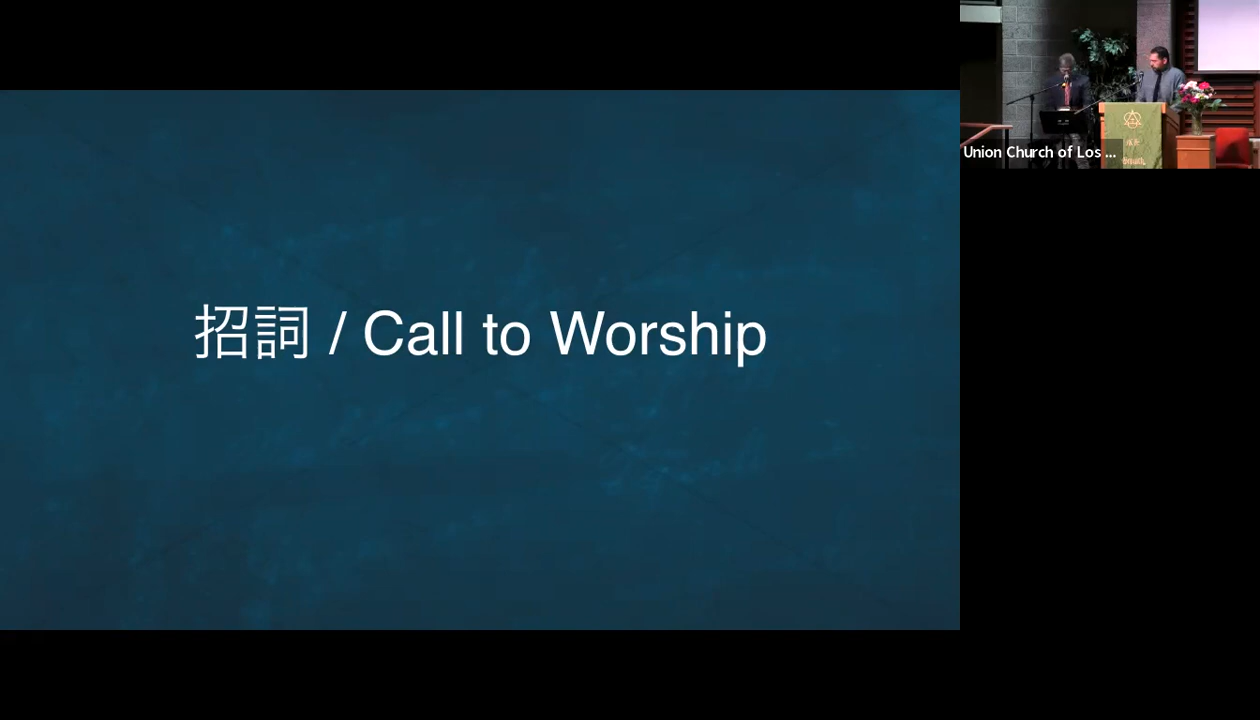 招詞 / Call to Worship
Union Church of Los ...